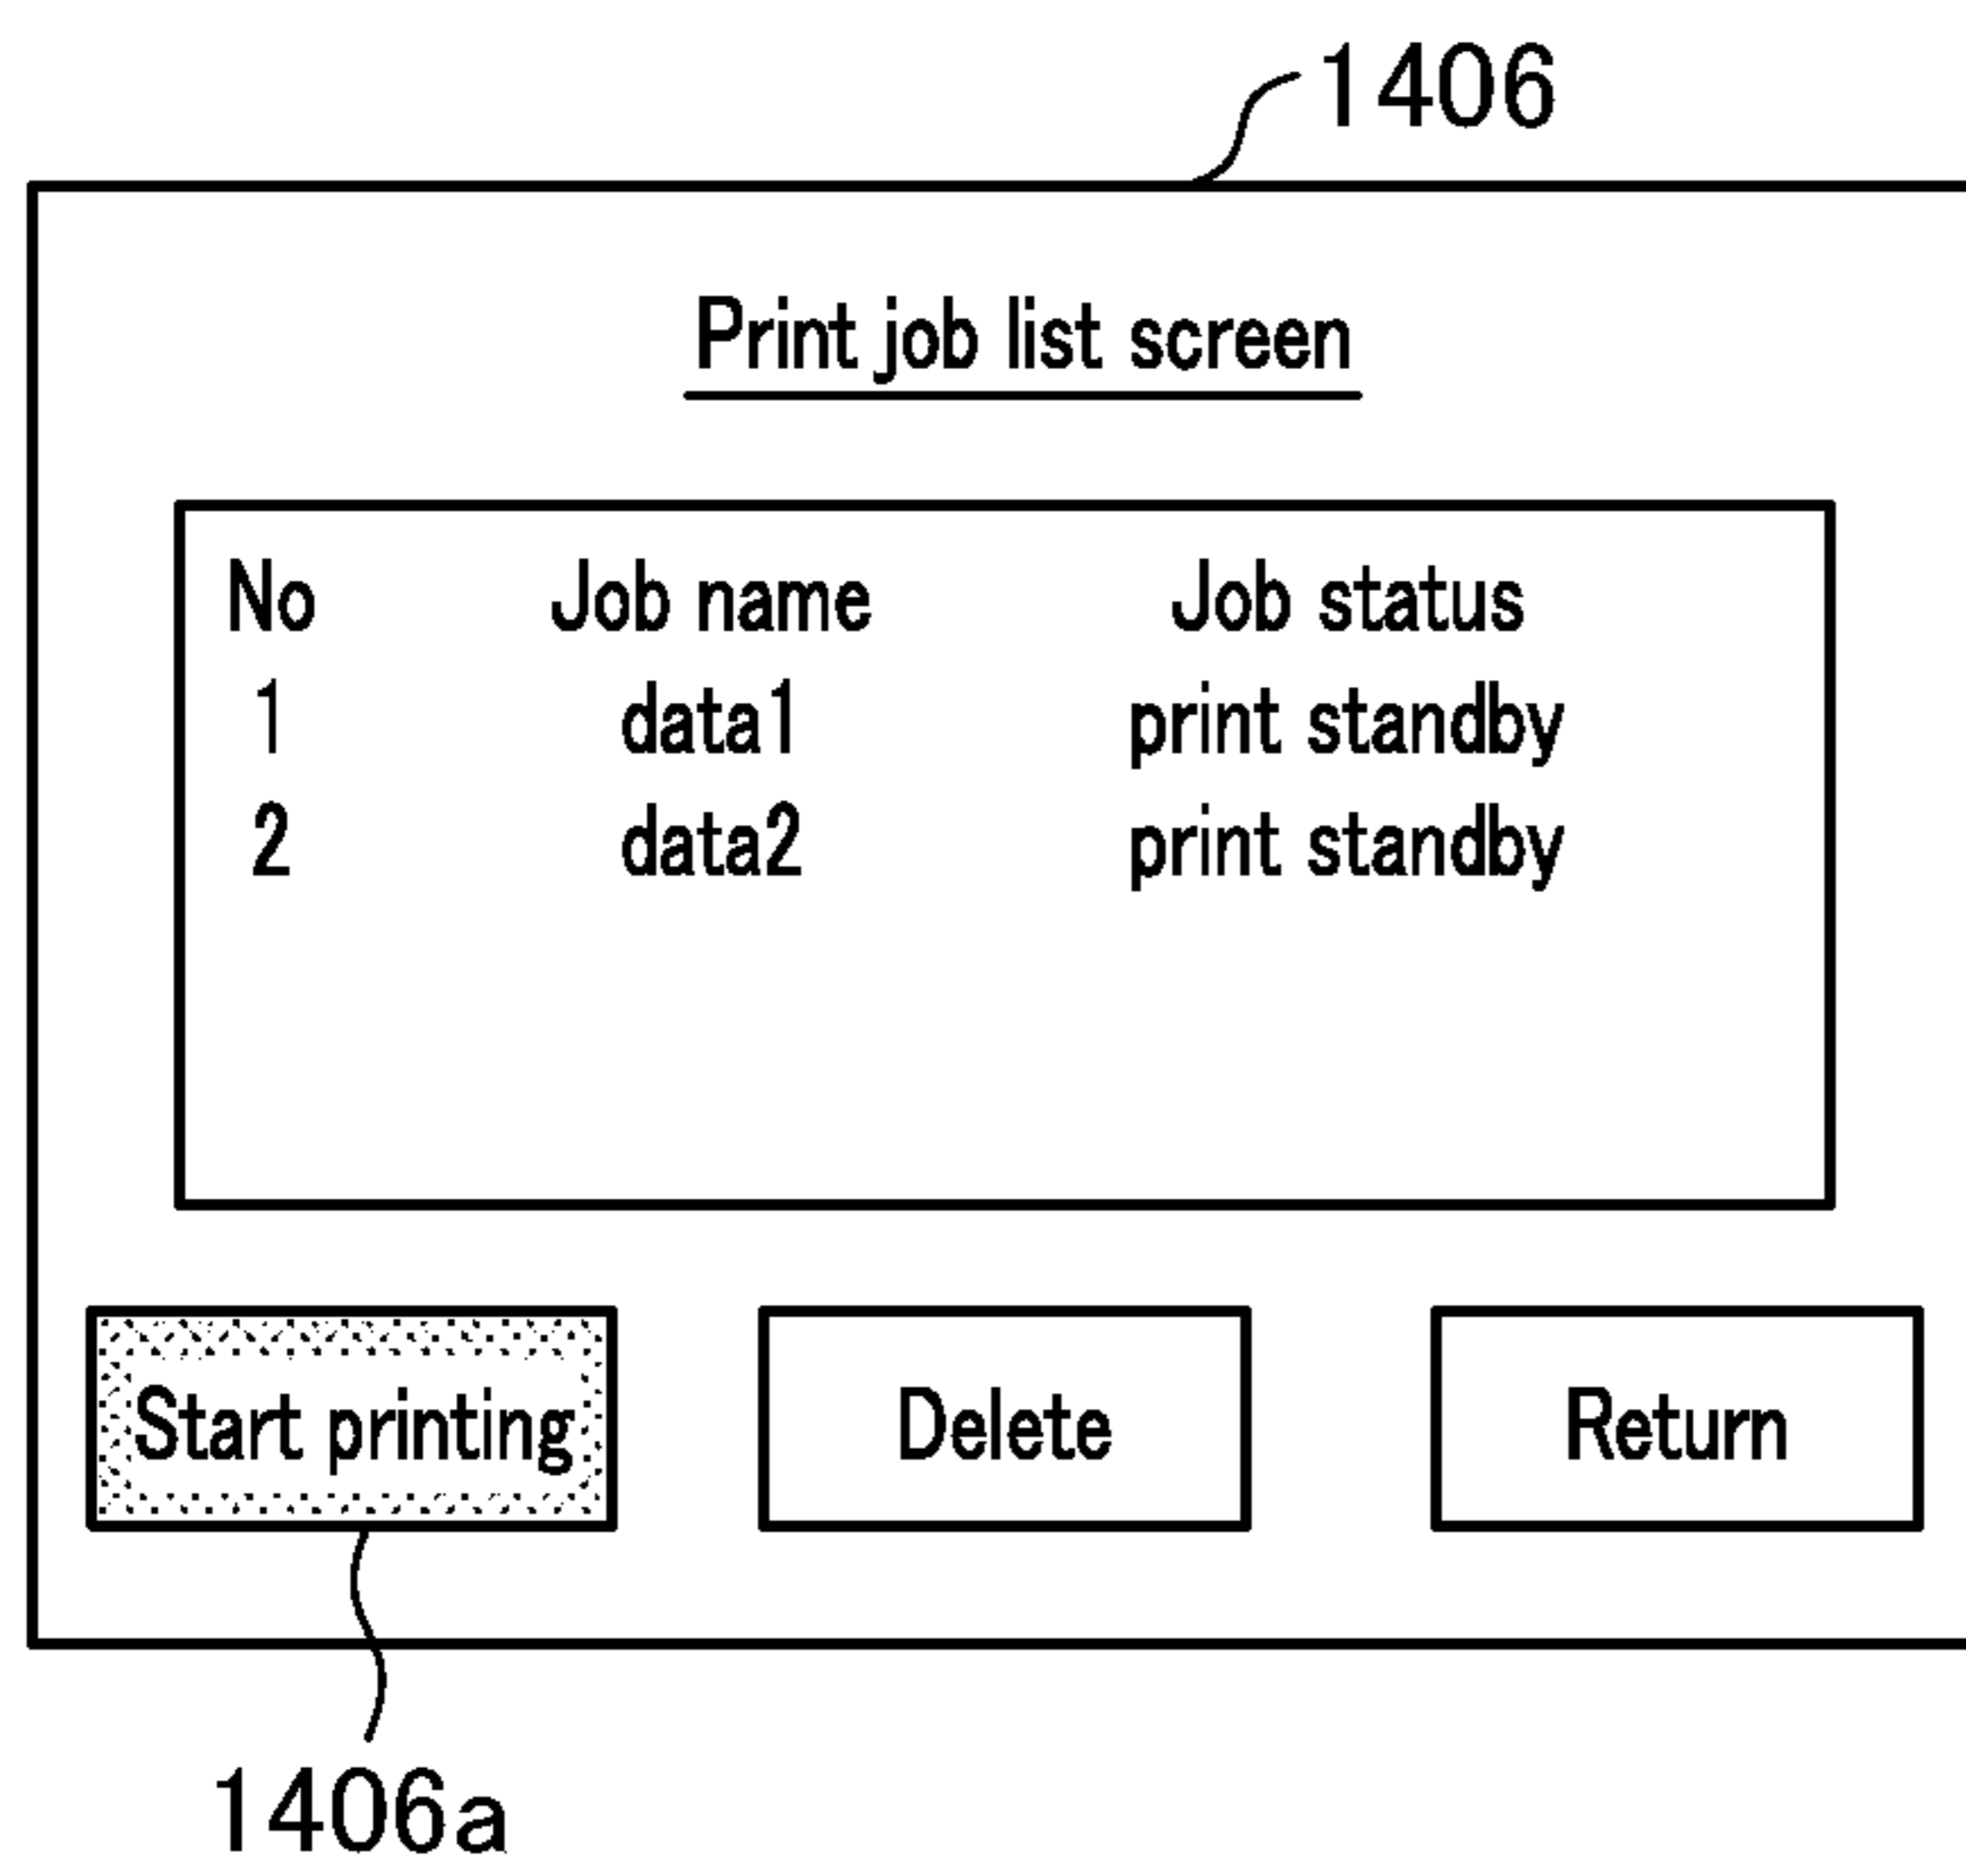 1406
Print job list screen
No Job name Job status
1 data1 print standby
2 data2 print standby
Start printing Delete Return
1406a